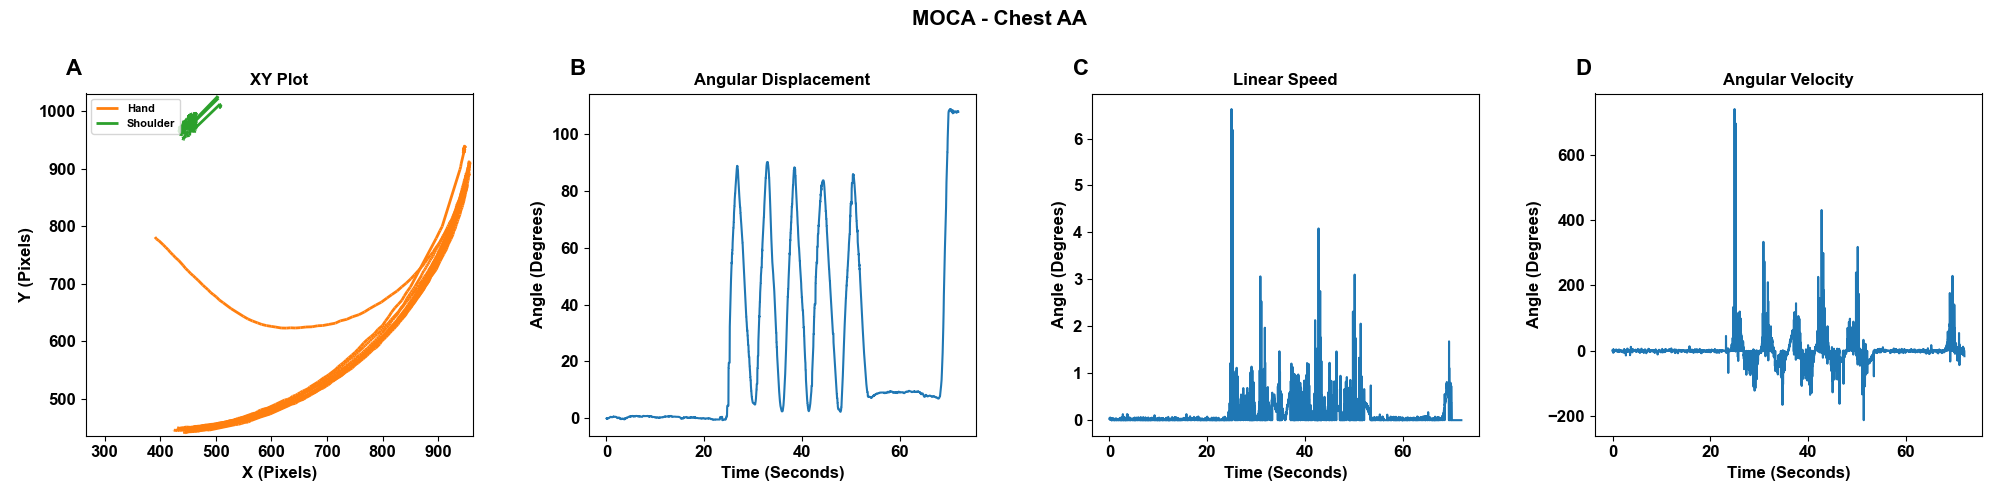 MOCA - Chest AA
A
XY Plot
Hand
Shoulder
1000
900
800
700
600
500
Y (Pixels)
300 400 500 600 700 800 900
X (Pixels)
B
Angular Displacement
100
80
60
40
20
0
Angle (Degrees)
0 20 40 60
Time (Seconds)
C
Linear Speed
6
5
4
3
2
1
0
Angle (Degrees)
0 20 40 60
Time (Seconds)
D
Angular Velocity
600
400
200
0
−200
Angle (Degrees)
0 20 40 60
Time (Seconds)